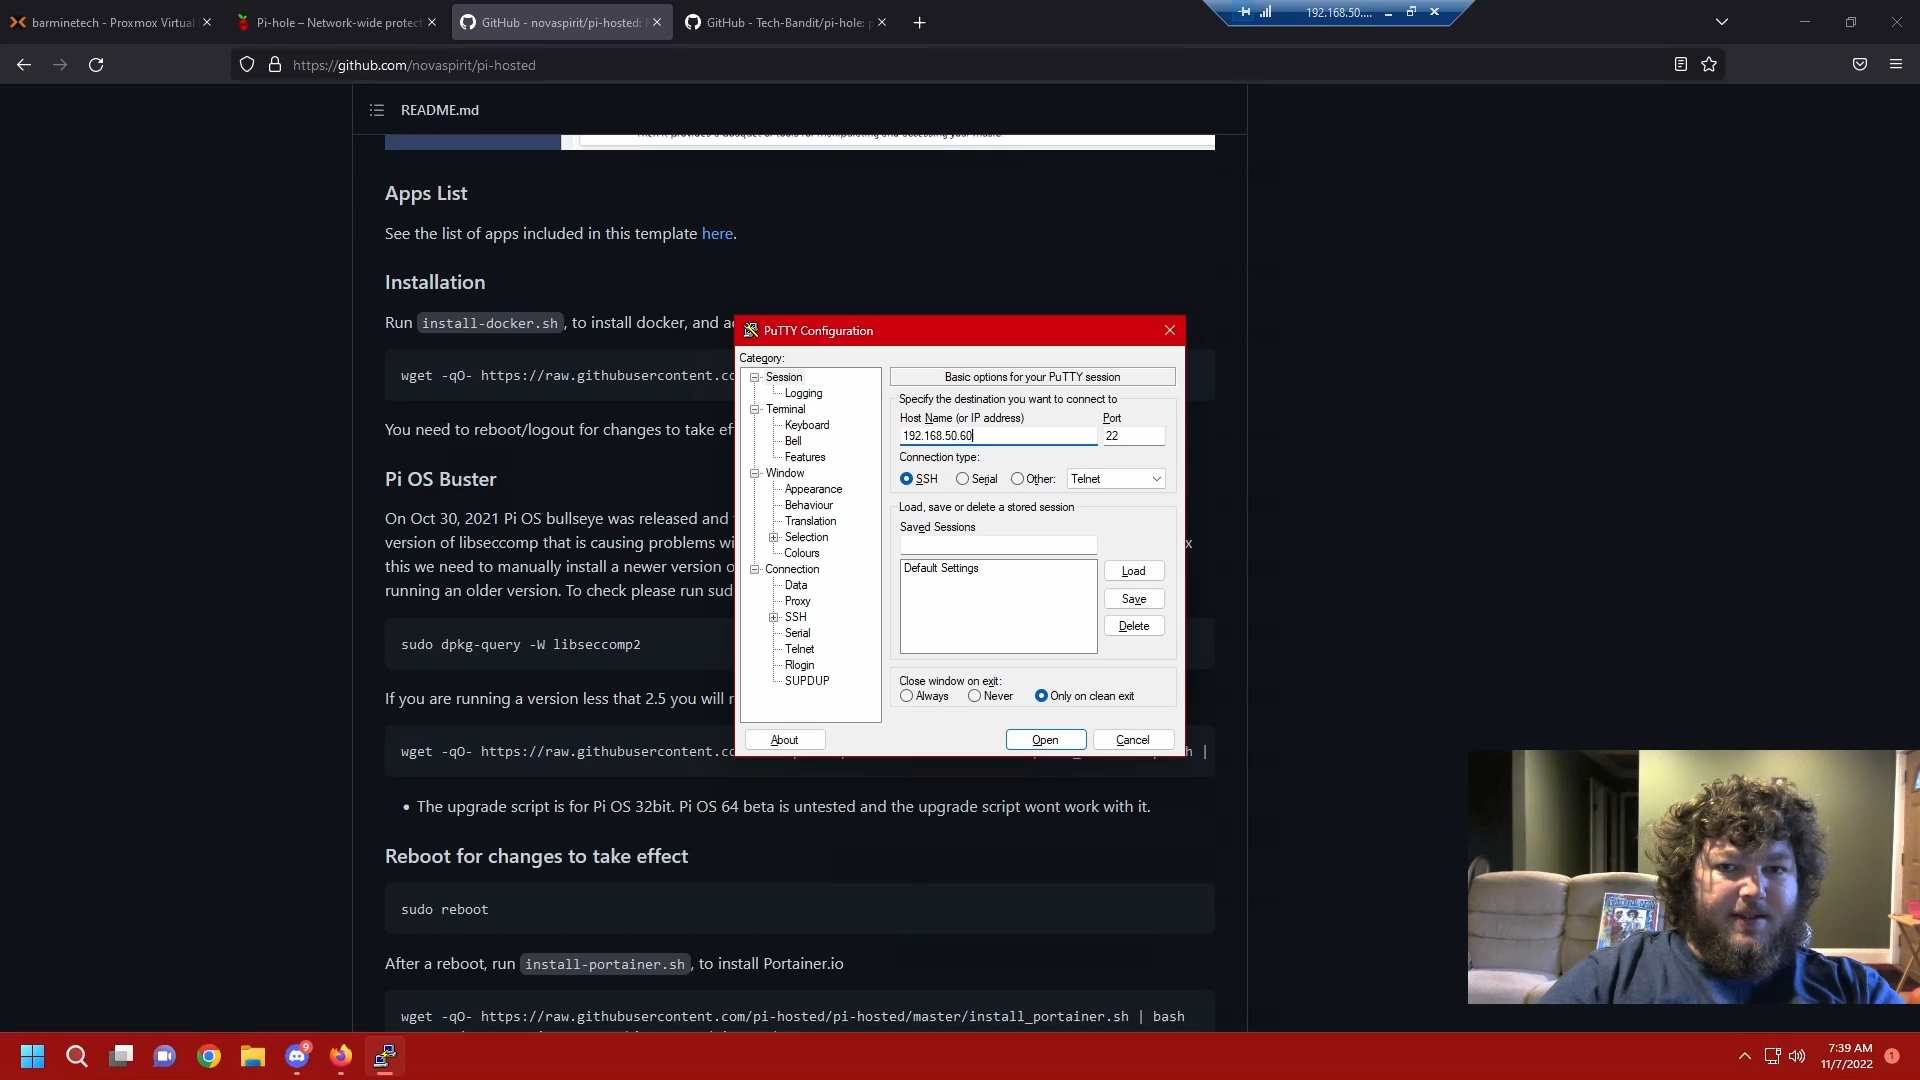 barminetech - Proxmox Virtual
Pi-hole – Network-wide protect
GitHub - novaspirit/pi-hosted:
GitHub - Tech-Bandit/pi-hole:
192.168.50....
https://github.com/novaspirit/pi-hosted
README.md
Apps List
See the list of apps included in this template here.
Installation
Run install-docker.sh, to install docker, and
wget -qO- https://raw.githubusercontent.co
You need to reboot/logout for changes to take
Pi OS Buster
On Oct 30, 2021 Pi OS bullseye was released and
version of libseccomp that is causing problems
this we need to manually install a newer version
running an older version. To check please run
sudo dpkg-query -W libseccomp2
If you are running a version less that 2.5 you will
wget -qO- https://raw.githubusercontent.co h |
• The upgrade script is for Pi OS 32bit. Pi OS 64 beta is untested and the upgrade script wont work with it.
Reboot for changes to take effect
sudo reboot
After a reboot, run install-portainer.sh, to install Portainer.io
wget -qO- https://raw.githubusercontent.com/pi-hosted/pi-hosted/master/install_portainer.sh | bash
PuTTY Configuration
Category:
Session
Logging
Terminal
Keyboard
Bell
Features
Window
Appearance
Behaviour
Translation
Selection
Colours
Connection
Data
Proxy
SSH
Serial
Telnet
Rlogin
SUPDUP
Basic options for your PuTTY session
Specify the destination you want to connect to
Host Name (or IP address) Port
192.168.50.60 22
Connection type:
SSH Serial Other: Telnet
Load, save or delete a stored session
Saved Sessions
Default Settings
Load
Save
Delete
Close window on exit:
Always Never Only on clean exit
About Open Cancel
9
7:39 AM
11/7/2022
1